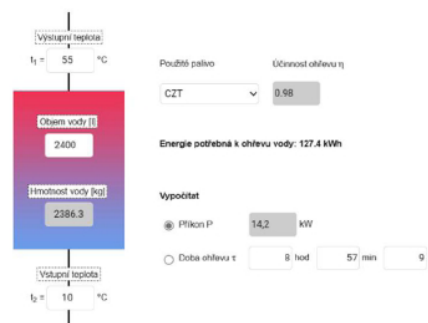 Výstupní teplota
t₁ = 55 °C
Použité palivo
Účinnost ohřevu η
CZT
0.98
Objem vody [l]
2400
Energie potřebná k ohřevu vody: 127.4 kWh
Hmotnost vody [kg]
2386.3
Vypočítat
Příkon P 14,2 kW
Doba ohřevu τ 8 hod 57 min 9
Vstupní teplota
t₂ = 10 °C